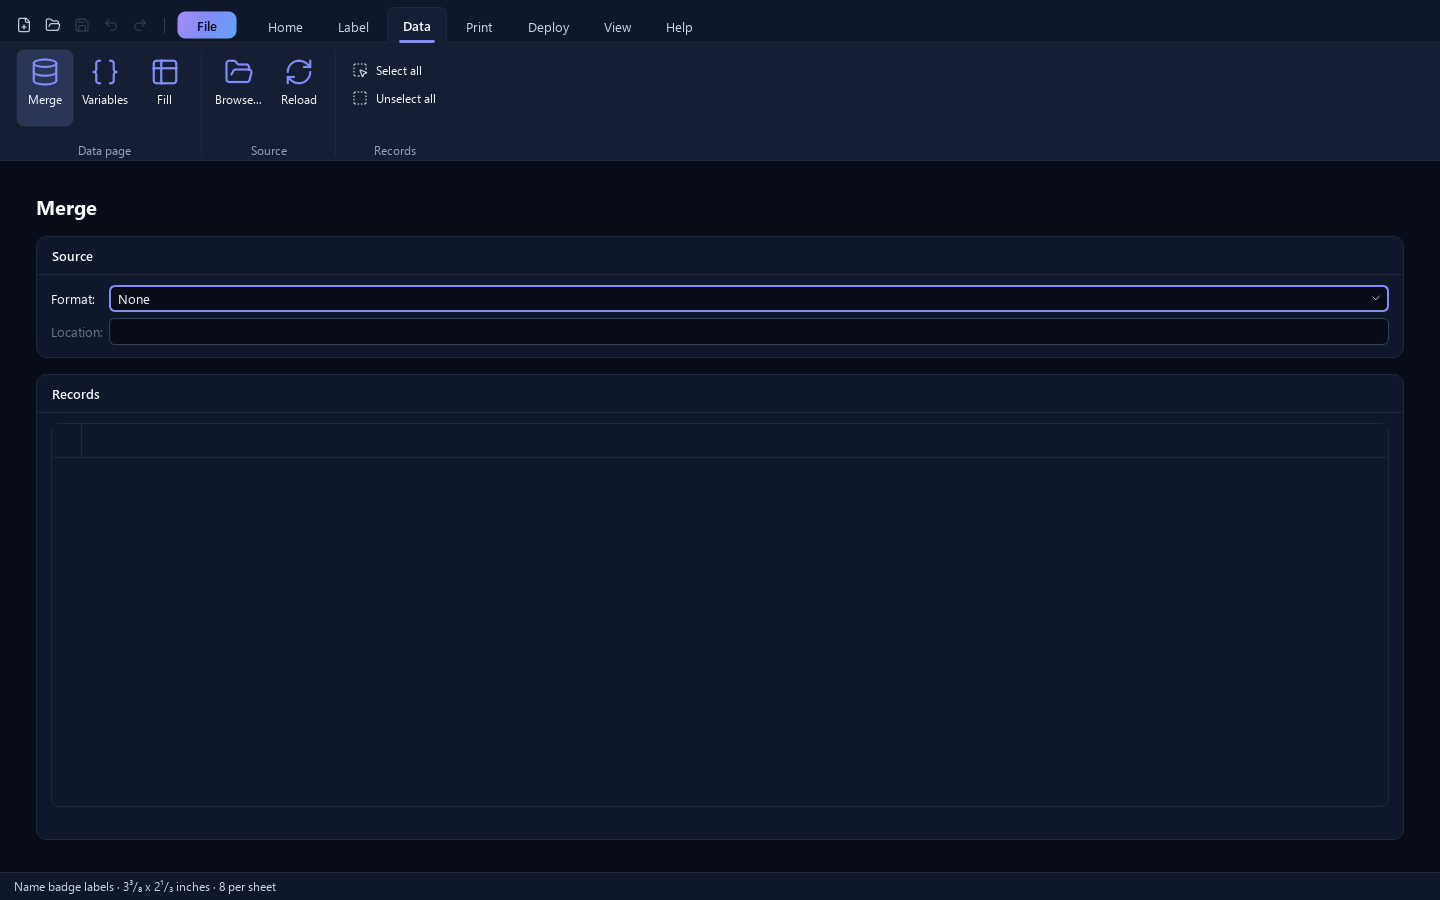 File
Home
Label
Data
Print
Deploy
View
Help
Merge
Variables
Fill
Browse...
Reload
Select all
Unselect all
Data page
Source
Records
Merge
Source
Format:
None
Location:
Records
Name badge labels · 3³/₈ x 2¹/₃ inches · 8 per sheet